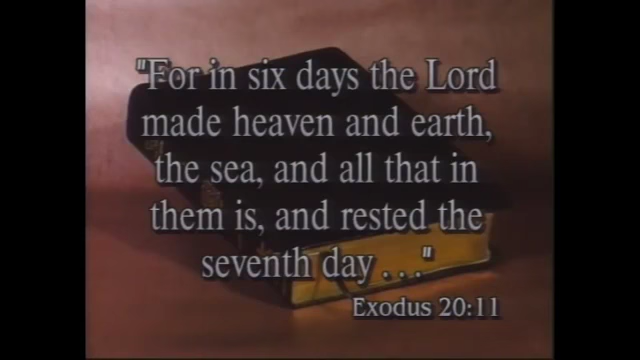 "For in six days the Lord
made heaven and earth,
the sea, and all that in
them is, and rested the
seventh day . . ."
Exodus 20:11